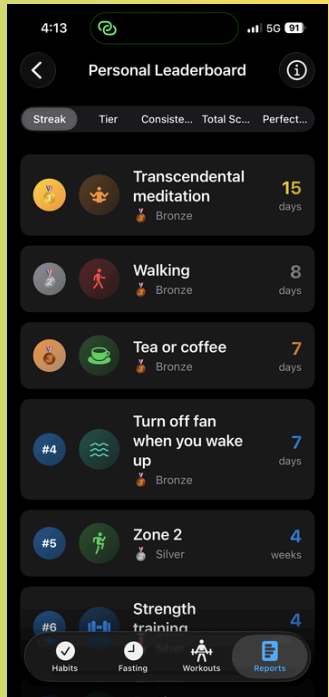 4:13
5G 91
Personal Leaderboard
Streak Tier Consiste... Total Sc... Perfect...
Transcendental
meditation
Bronze
15
days
Walking
Bronze
8
days
Tea or coffee
Bronze
7
days
#4
Turn off fan
when you wake
up
Bronze
7
days
#5
Zone 2
Silver
4
weeks
#6
Strength
training
Silver
4
Habits Fasting Workouts Reports